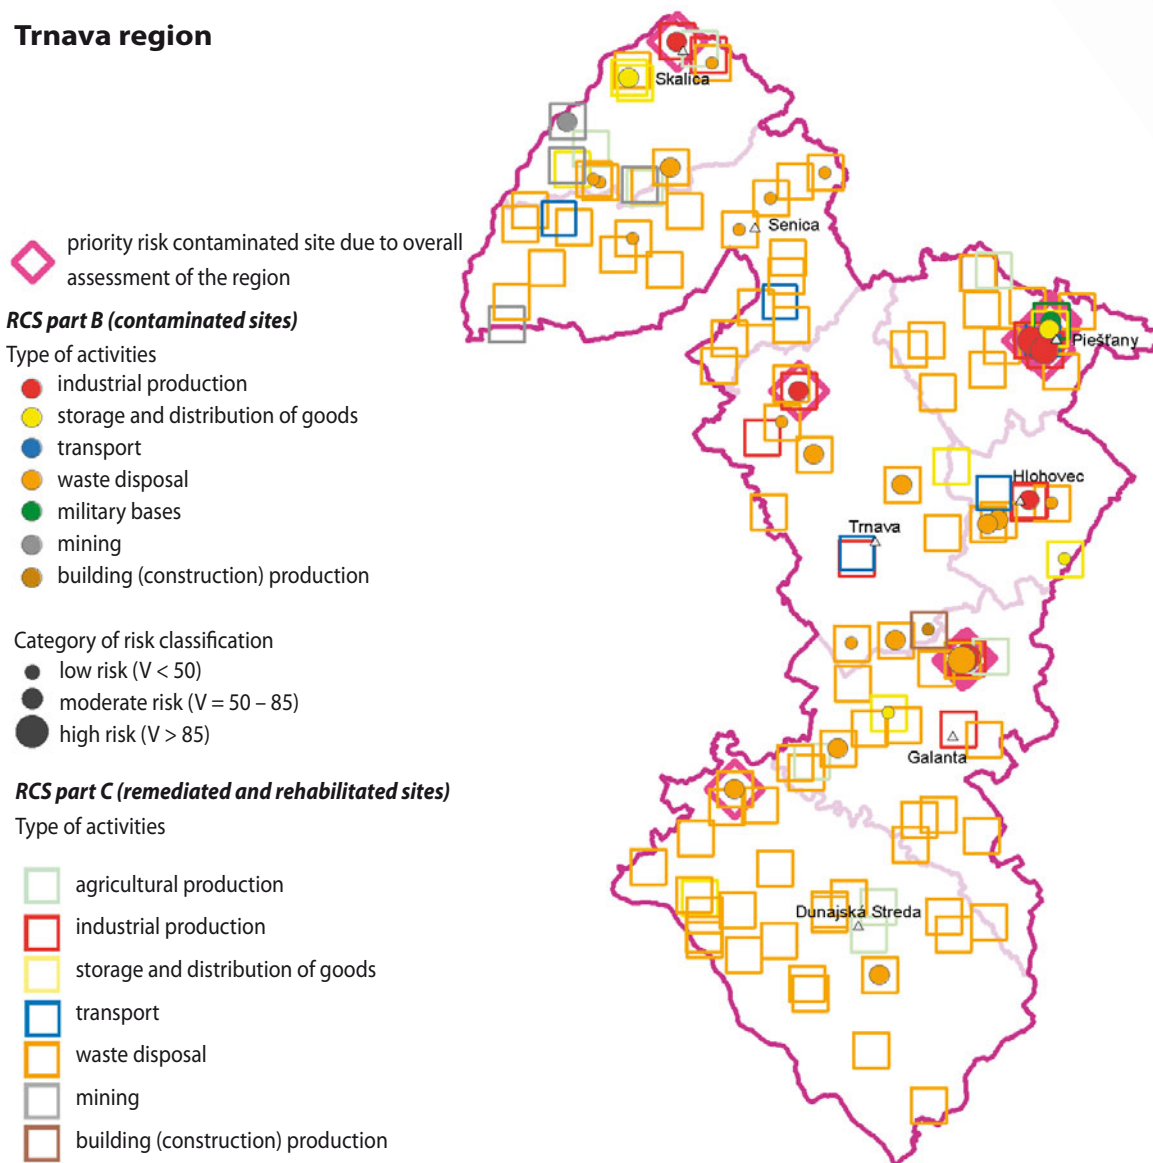 Trnava region
priority risk contaminated site due to overall
assessment of the region
RCS part B (contaminated sites)
Type of activities
industrial production
storage and distribution of goods
transport
waste disposal
military bases
mining
building (construction) production
Category of risk classification
low risk (V < 50)
moderate risk (V = 50 – 85)
high risk (V > 85)
RCS part C (remediated and rehabilitated sites)
Type of activities
agricultural production
industrial production
storage and distribution of goods
transport
waste disposal
mining
building (construction) production
Skalica
Senica
Piešťany
Hlohovec
Trnava
Galanta
Dunajská Streda